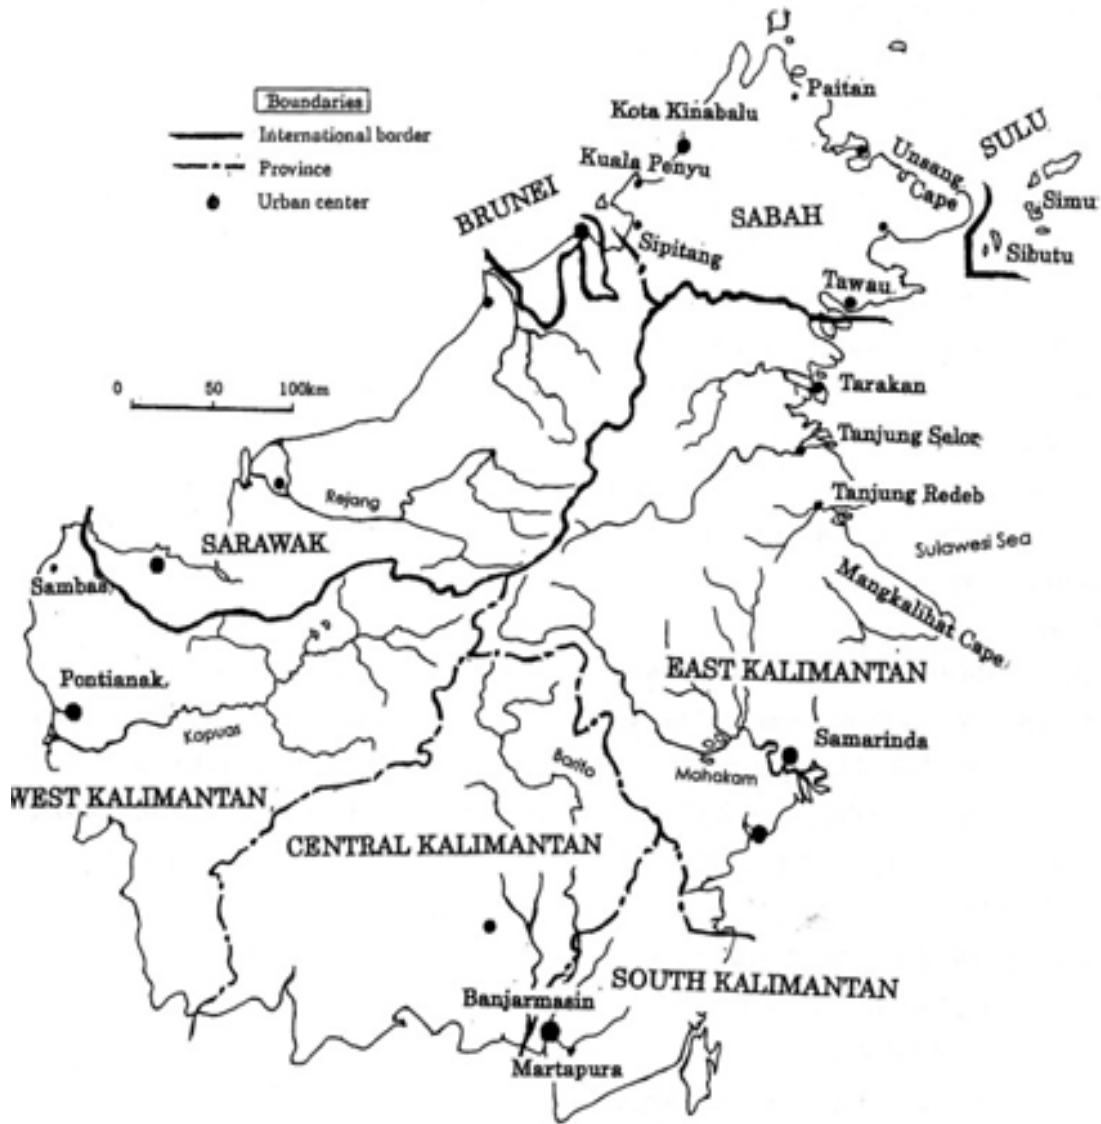 Boundaries
International border
Province
Urban center
Paitan
Kota Kinabalu
SULU
Unsang
Cape
Kuala Penyu
Simu
BRUNEI
SABAH
Sipitang
Sibutu
Tawau
0 50 100km
Tarakan
Tanjung Selor
Rejang
Tanjung Redeb
SARAWAK
Sulawesi Sea
Sambas
Mangkalihat Cape
EAST KALIMANTAN
Pontianak
Kapuas
Samarinda
Barito
Mahakam
WEST KALIMANTAN
CENTRAL KALIMANTAN
SOUTH KALIMANTAN
Banjarmasin
Martapura